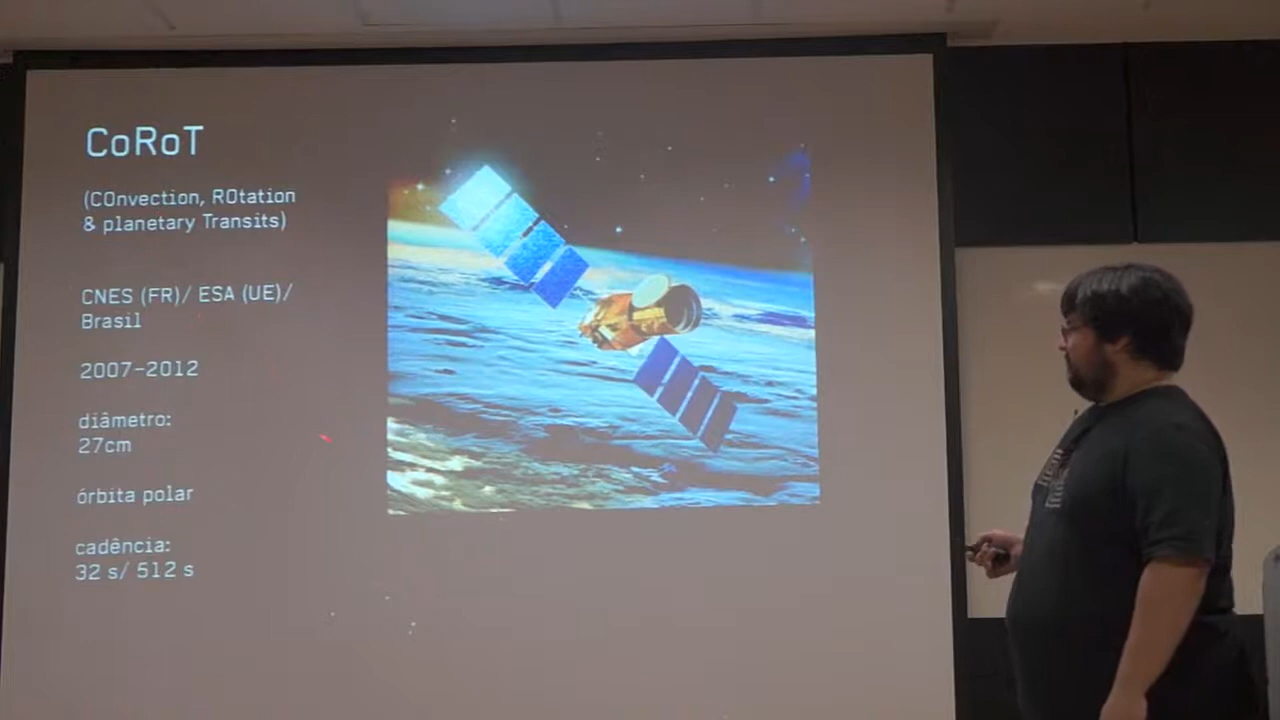 CoRoT
(COnvection, ROtation
& planetary Transits)
CNES (FR)/ ESA (UE)/
Brasil
2007-2012
diâmetro:
27cm
órbita polar
cadência:
32 s/ 512 s